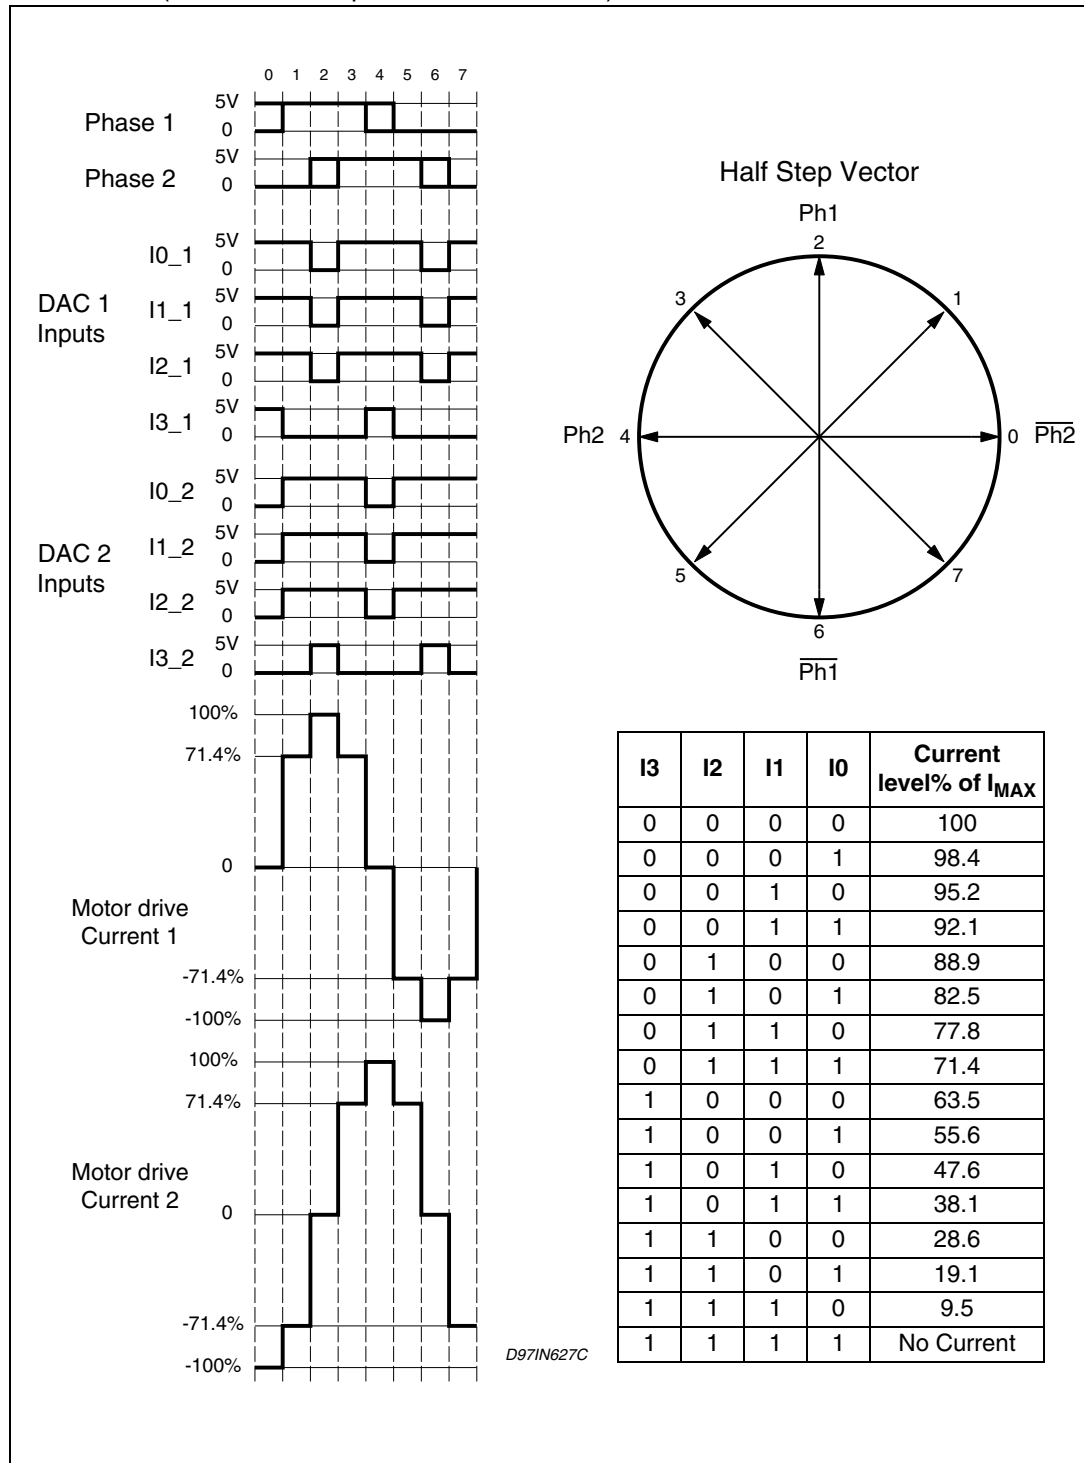 0 1 2 3 4 5 6 7
Phase 1 5V
0
Phase 2 5V
0
DAC 1
Inputs
I0_1 5V
0
I1_1 5V
0
I2_1 5V
0
I3_1 5V
0
DAC 2
Inputs
I0_2 5V
0
I1_2 5V
0
I2_2 5V
0
I3_2 5V
0
100%
71.4%
0
Motor drive
Current 1
-71.4%
-100%
100%
71.4%
Motor drive
Current 2
0
-71.4%
-100%
D97IN627C
Half Step Vector
Ph1
2
3 1
Ph2 4 0 P̅h̅2̅
5 7
6
P̅h̅1̅
I3 I2 I1 I0 Current
level% of IMAX
0 0 0 0 100
0 0 0 1 98.4
0 0 1 0 95.2
0 0 1 1 92.1
0 1 0 0 88.9
0 1 0 1 82.5
0 1 1 0 77.8
0 1 1 1 71.4
1 0 0 0 63.5
1 0 0 1 55.6
1 0 1 0 47.6
1 0 1 1 38.1
1 1 0 0 28.6
1 1 0 1 19.1
1 1 1 0 9.5
1 1 1 1 No Current